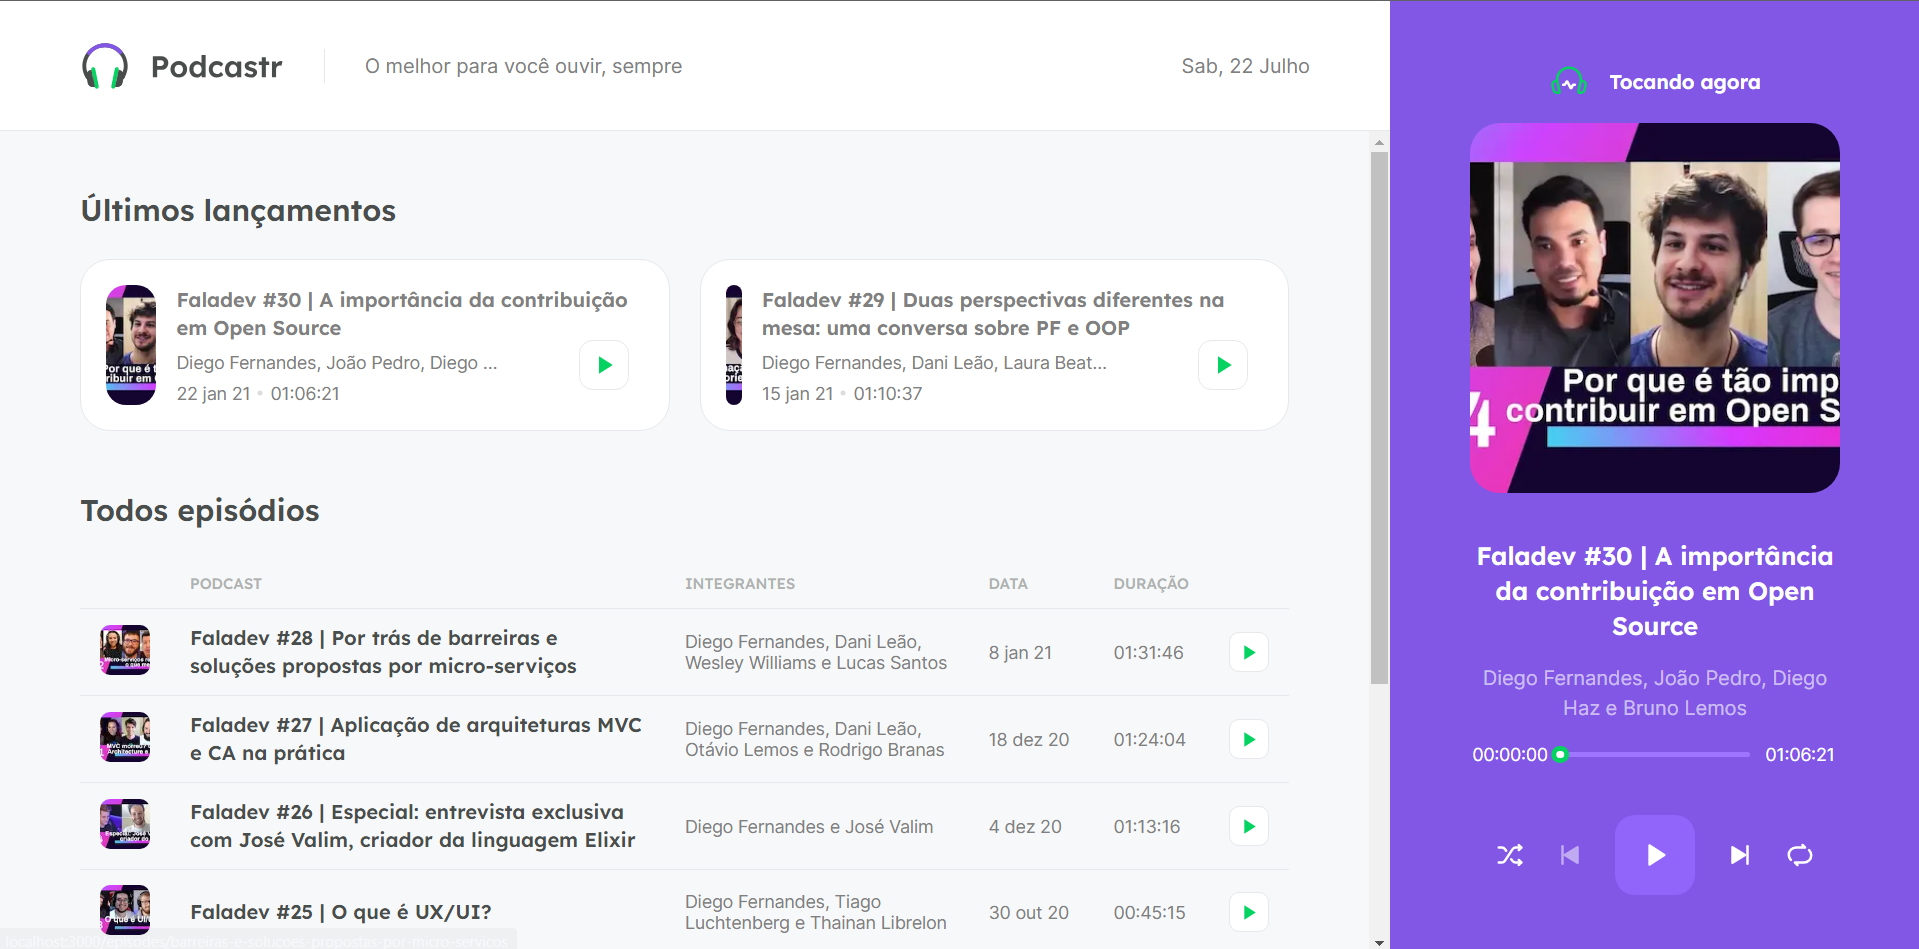 Podcastr
O melhor para você ouvir, sempre
Sab, 22 Julho
Últimos lançamentos
Faladev #30 | A importância da contribuição
em Open Source
Diego Fernandes, João Pedro, Diego ...
22 jan 21 • 01:06:21
Faladev #29 | Duas perspectivas diferentes na
mesa: uma conversa sobre PF e OOP
Diego Fernandes, Dani Leão, Laura Beat...
15 jan 21 • 01:10:37
Todos episódios
PODCAST INTEGRANTES DATA DURAÇÃO
Faladev #28 | Por trás de barreiras e
soluções propostas por micro-serviços
Diego Fernandes, Dani Leão,
Wesley Williams e Lucas Santos
8 jan 21
01:31:46
Faladev #27 | Aplicação de arquiteturas MVC
e CA na prática
Diego Fernandes, Dani Leão,
Otávio Lemos e Rodrigo Branas
18 dez 20
01:24:04
Faladev #26 | Especial: entrevista exclusiva
com José Valim, criador da linguagem Elixir
Diego Fernandes e José Valim
4 dez 20
01:13:16
Faladev #25 | O que é UX/UI?
Diego Fernandes, Tiago
Luchtenberg e Thainan Librelon
30 out 20
00:45:15
localhost:3000/episodes/barreiras-e-solucoes-propostas-por-micro-servicos
Tocando agora
Por que é tão imp
4 contribuir em Open S
Faladev #30 | A importância
da contribuição em Open
Source
Diego Fernandes, João Pedro, Diego
Haz e Bruno Lemos
00:00:00
01:06:21